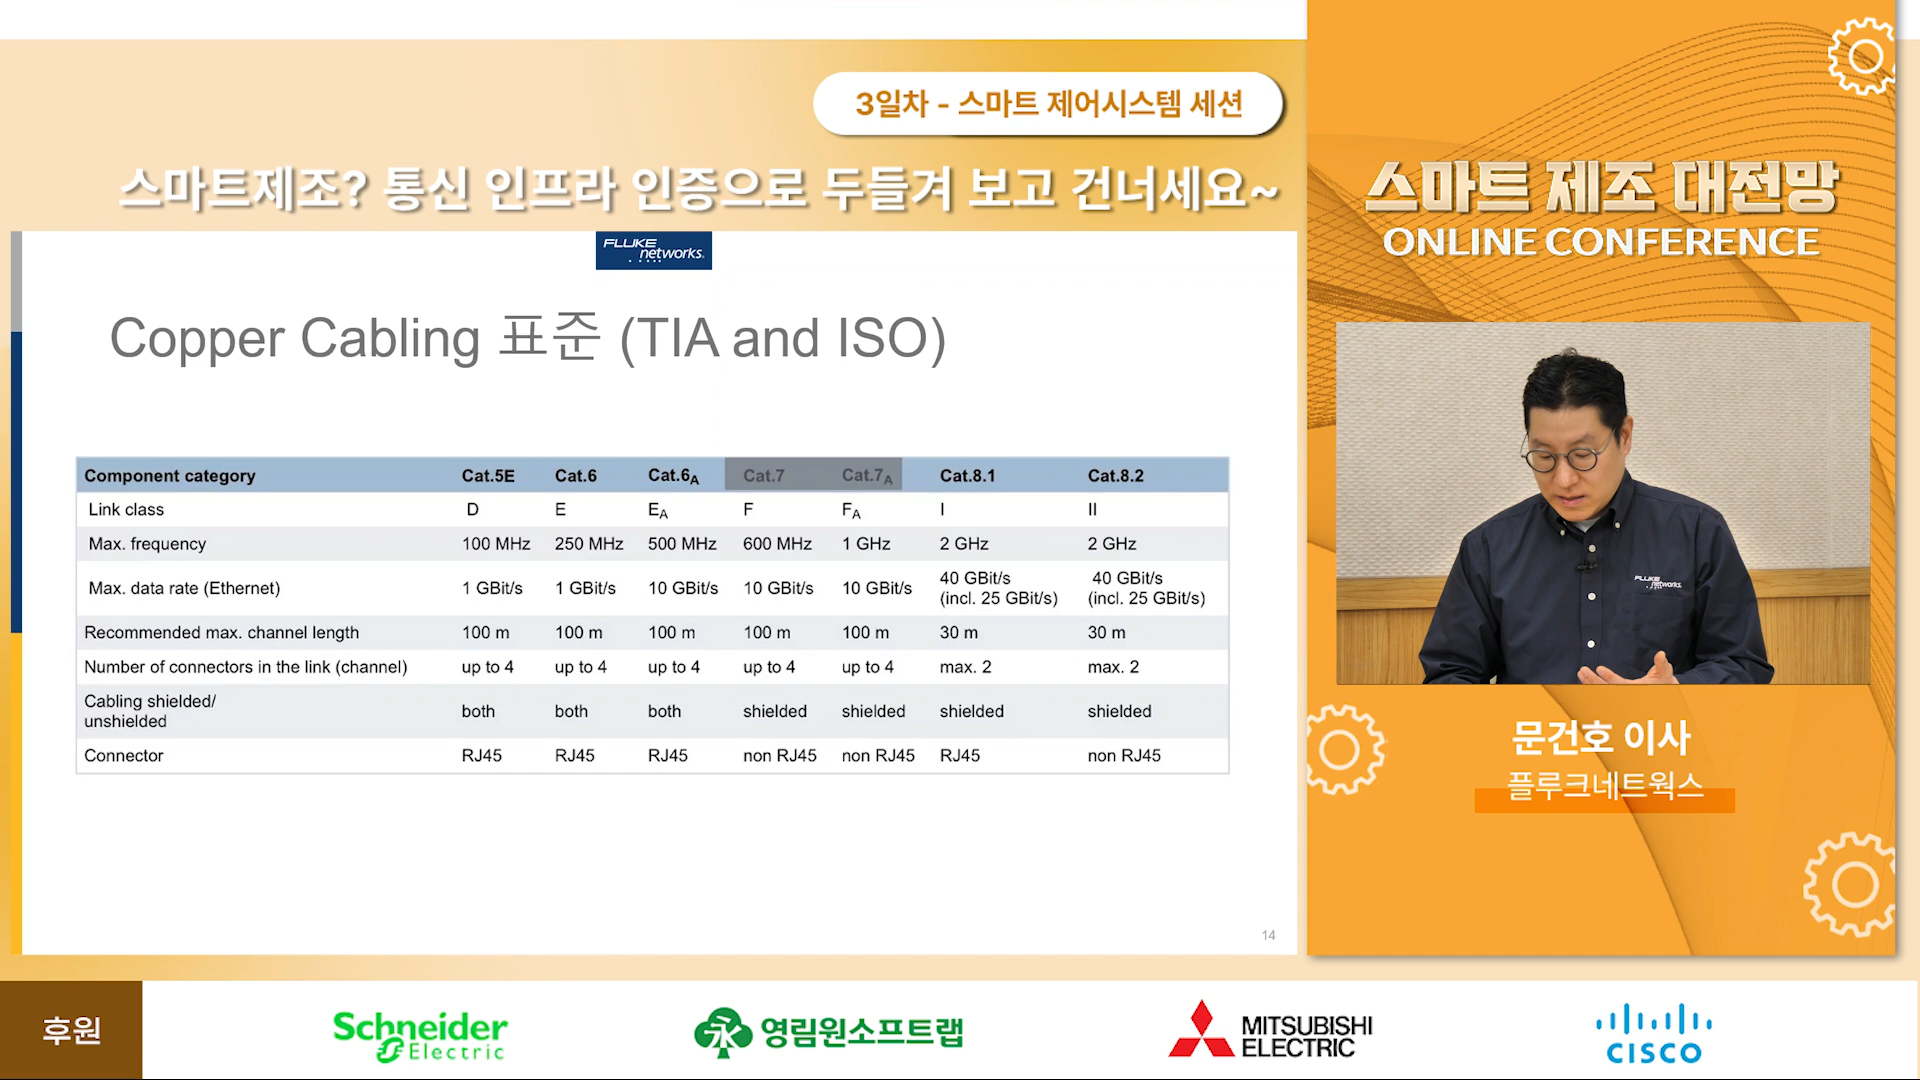 3일차 - 스마트 제어시스템 세션
스마트제조? 통신 인프라 인증으로 두들겨 보고 건너세요~
FLUKE
networks.
Copper Cabling 표준 (TIA and ISO)
Component category Cat.5E Cat.6 Cat.6A Cat.7 Cat.7A Cat.8.1 Cat.8.2
Link class D E EA F FA I II
Max. frequency 100 MHz 250 MHz 500 MHz 600 MHz 1 GHz 2 GHz 2 GHz
Max. data rate (Ethernet) 1 GBit/s 1 GBit/s 10 GBit/s 10 GBit/s 10 GBit/s 40 GBit/s (incl. 25 GBit/s) 40 GBit/s (incl. 25 GBit/s)
Recommended max. channel length 100 m 100 m 100 m 100 m 100 m 30 m 30 m
Number of connectors in the link (channel) up to 4 up to 4 up to 4 up to 4 up to 4 max. 2 max. 2
Cabling shielded/ unshielded both both both shielded shielded shielded shielded
Connector RJ45 RJ45 RJ45 non RJ45 non RJ45 RJ45 non RJ45
14
스마트 제조 대전망
ONLINE CONFERENCE
FLUKE
networks.
문건호 이사
플루크네트웍스
후원
Schneider
Electric
永 영림원소프트랩
MITSUBISHI
ELECTRIC
CISCO